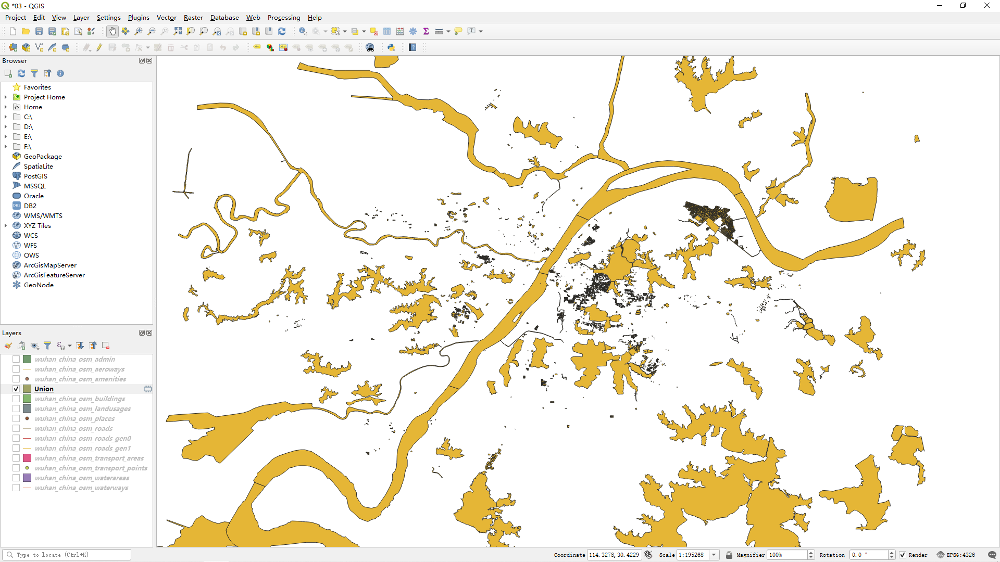 *03 - QGIS
Project Edit View Layer Settings Plugins Vector Raster Database Web Processing Help
Browser
Favorites
Project Home
Home
C:\
D:\
E:\
F:\
GeoPackage
SpatiaLite
PostGIS
MSSQL
Oracle
DB2
WMS/WMTS
XYZ Tiles
WCS
WFS
OWS
ArcGisMapServer
ArcGisFeatureServer
GeoNode
Layers
wuhan_china_osm_admin
wuhan_china_osm_aeroways
wuhan_china_osm_amenities
Union
wuhan_china_osm_buildings
wuhan_china_osm_landusages
wuhan_china_osm_places
wuhan_china_osm_roads
wuhan_china_osm_roads_gen0
wuhan_china_osm_roads_gen1
wuhan_china_osm_transport_areas
wuhan_china_osm_transport_points
wuhan_china_osm_waterareas
wuhan_china_osm_waterways
Type to locate (Ctrl+K) Coordinate 114.3278,30.4229 Scale 1:195268 Magnifier 100% Rotation 0.0 ° Render EPSG:4326